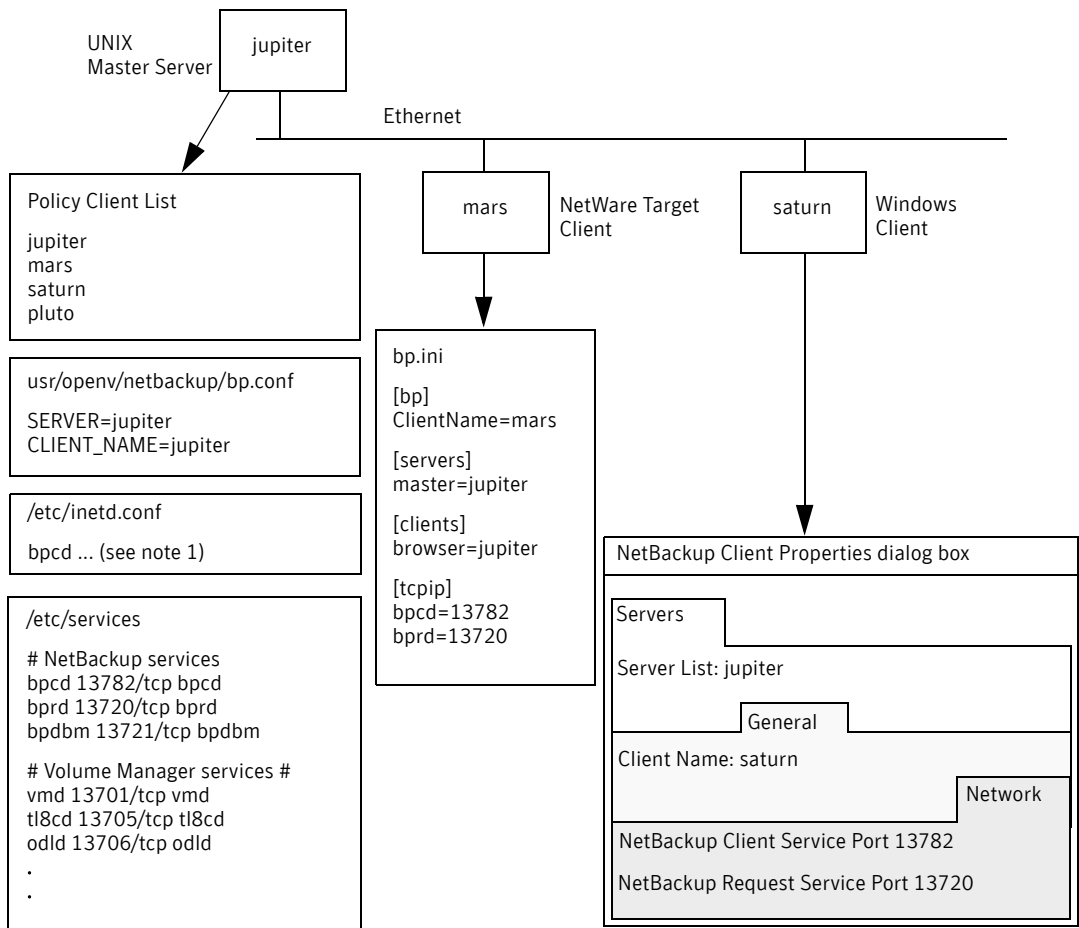 UNIX
Master Server
jupiter
Ethernet
Policy Client List
jupiter
mars
saturn
pluto
mars
NetWare Target
Client
saturn
Windows
Client
usr/openv/netbackup/bp.conf
SERVER=jupiter
CLIENT_NAME=jupiter
/etc/inetd.conf
bpcd ... (see note 1)
/etc/services
# NetBackup services
bpcd 13782/tcp bpcd
bprd 13720/tcp bprd
bpdbm 13721/tcp bpdbm
# Volume Manager services #
vmd 13701/tcp vmd
tl8cd 13705/tcp tl8cd
odld 13706/tcp odld
.
.
bp.ini
[bp]
ClientName=mars
[servers]
master=jupiter
[clients]
browser=jupiter
[tcpip]
bpcd=13782
bprd=13720
NetBackup Client Properties dialog box
Servers
Server List: jupiter
General
Client Name: saturn
Network
NetBackup Client Service Port 13782
NetBackup Request Service Port 13720